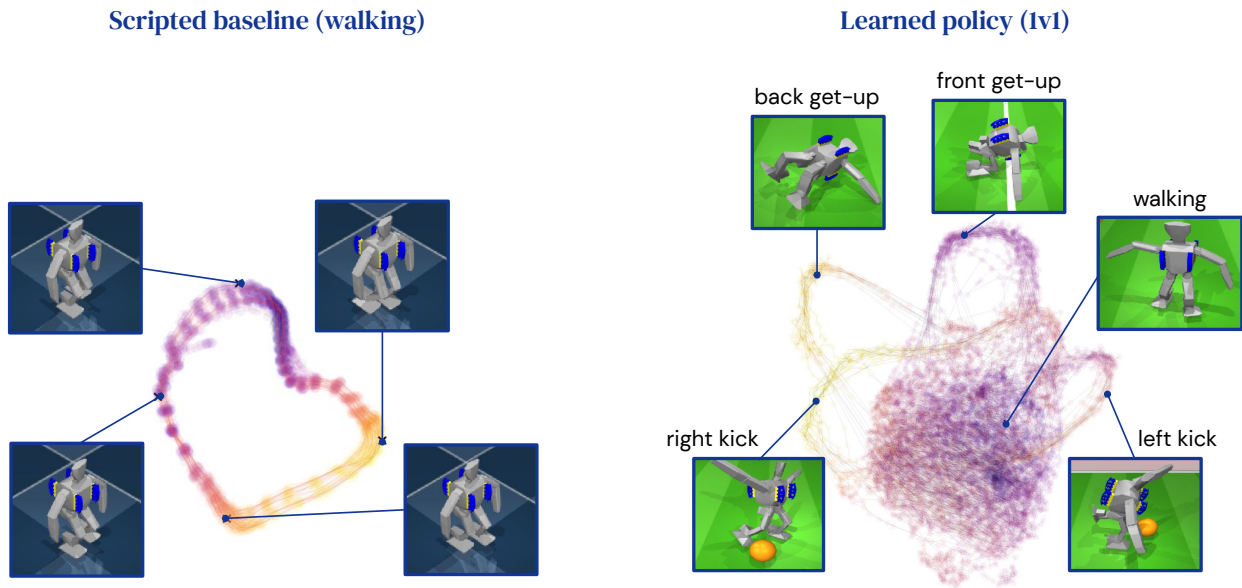 Scripted baseline (walking)
Learned policy (1v1)
back get-up
front get-up
walking
right kick
left kick